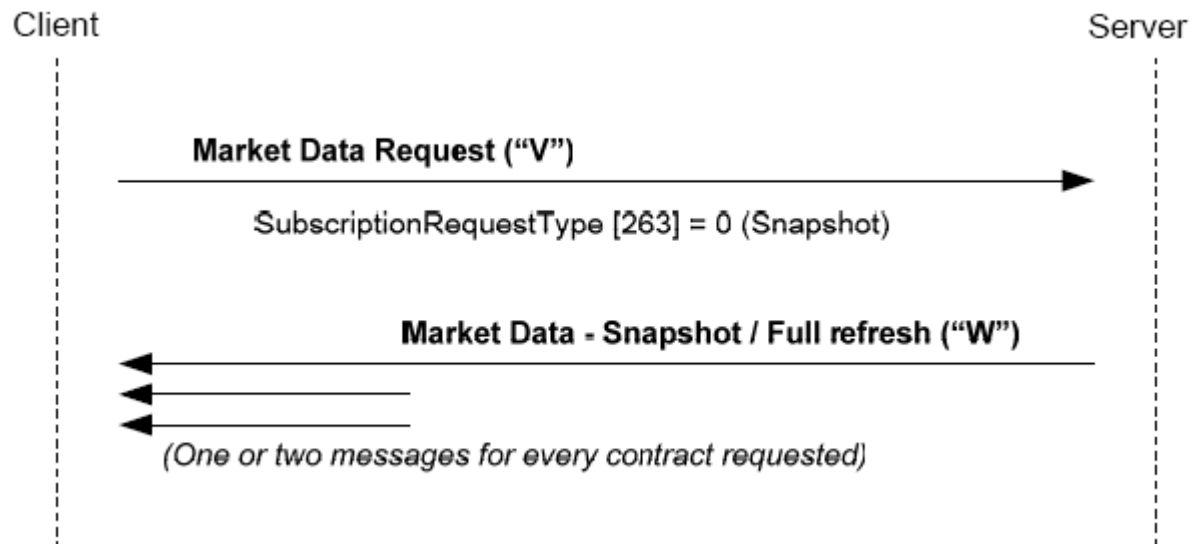 Client
Server
Market Data Request (“V”)
SubscriptionRequestType [263] = 0 (Snapshot)
Market Data - Snapshot / Full refresh (“W”)
(One or two messages for every contract requested)